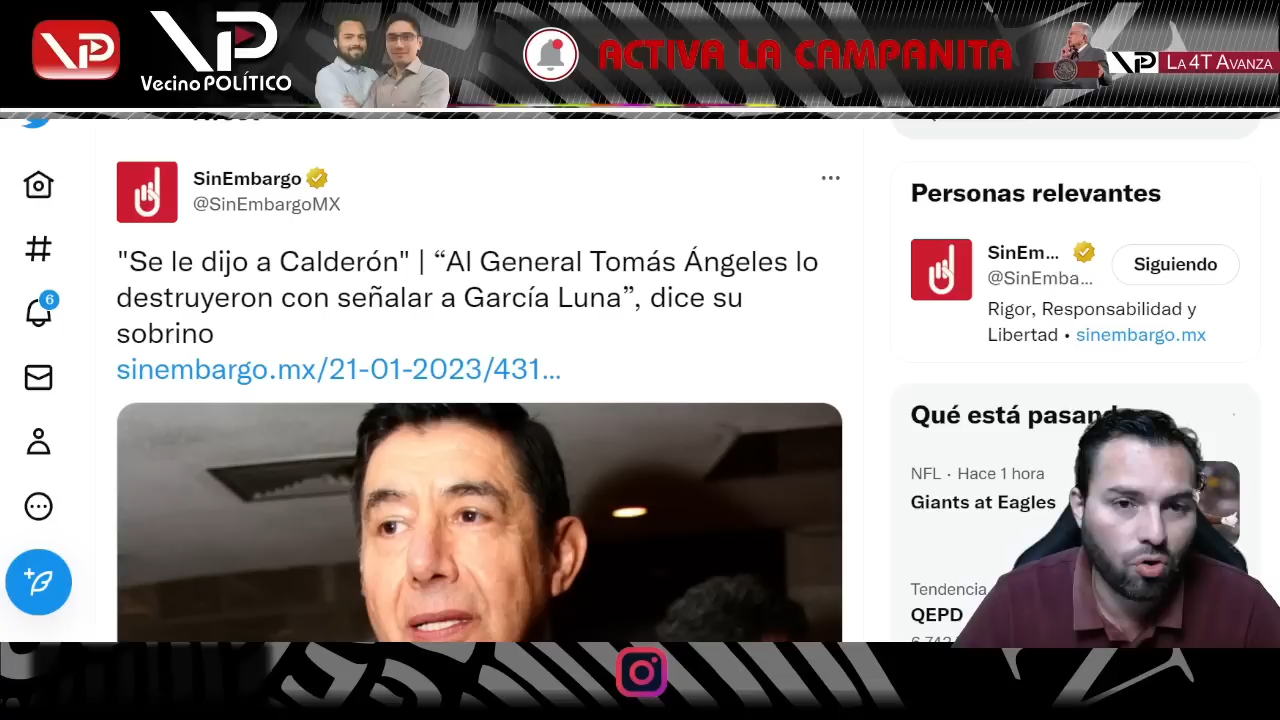 VP
VP
Vecino POLÍTICO
ACTIVA LA CAMPANITA
VP
LA 4T AVANZA
SinEmbargo
@SinEmbargoMX
"Se le dijo a Calderón" | “Al General Tomás Ángeles lo
destruyeron con señalar a García Luna”, dice su
sobrino
sinembargo.mx/21-01-2023/431...
6
Personas relevantes
SinEm...
@SinEmba...
Siguiendo
Rigor, Responsabilidad y
Libertad • sinembargo.mx
Qué está
NFL · Hace 1 hora
Giants at Eagles
Tendencia
QEPD